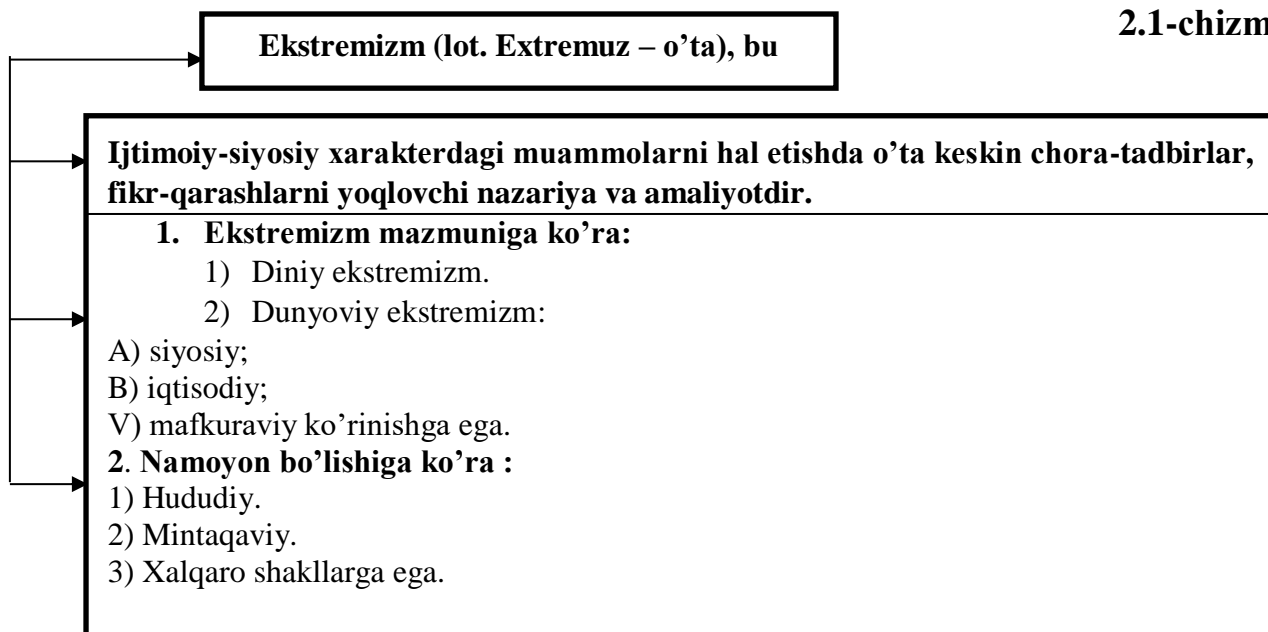 2.1-chizm
Ekstremizm (lot. Extremuz – o’ta), bu
Ijtimoiy-siyosiy xarakterdagi muammolarni hal etishda o’ta keskin chora-tadbirlar,
fikr-qarashlarni yoqlovchi nazariya va amaliyotdir.
1. Ekstremizm mazmuniga ko’ra:
1) Diniy ekstremizm.
2) Dunyoviy ekstremizm:
A) siyosiy;
B) iqtisodiy;
V) mafkuraviy ko’rinishga ega.
2. Namoyon bo’lishiga ko’ra :
1) Hududiy.
2) Mintaqaviy.
3) Xalqaro shakllarga ega.